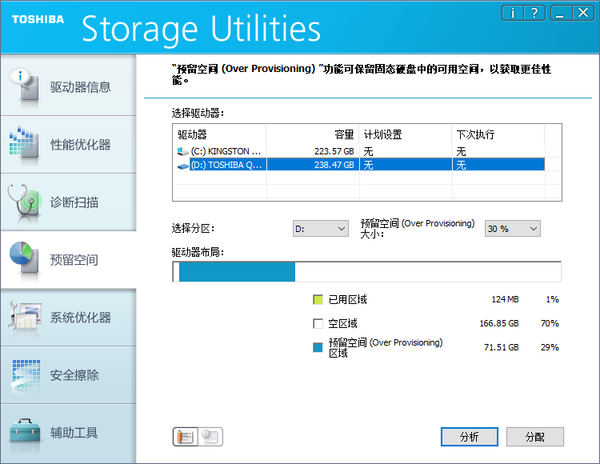 TOSHIBA
Storage Utilities
“预留空间 (Over Provisioning) ”功能可保留固态硬盘中的可用空间，以获取更佳性
能。
驱动器信息
性能优化器
诊断扫描
预留空间
系统优化器
安全擦除
辅助工具
选择驱动器:
驱动器 容量 计划设置 下次执行
(C:) KINGSTON ... 223.57 GB 无 无
(D:) TOSHIBA Q... 238.47 GB 无 无
选择分区: D: 预留空间 (Over Provisioning)
大小: 30 %
驱动器布局:
已用区域 124 MB 1%
空区域 166.85 GB 70%
预留空间 (Over Provisioning)
区域 71.51 GB 29%
分析 分配